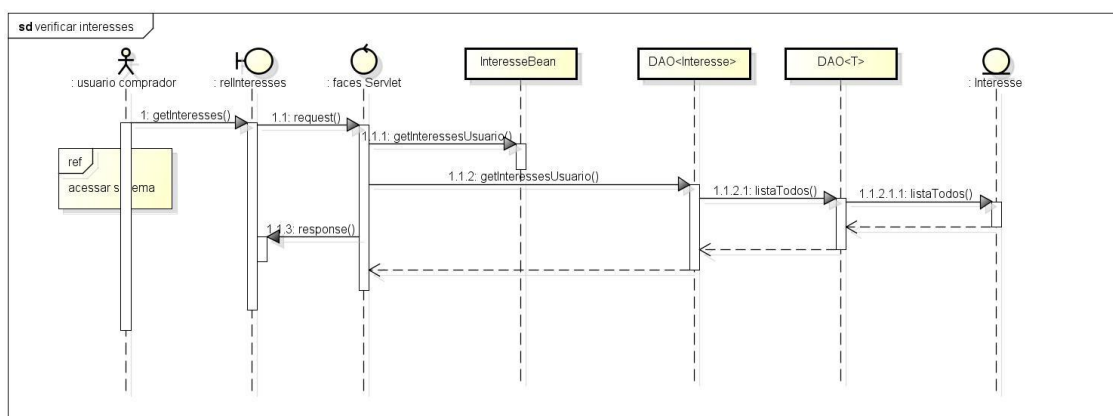 sd verificar interesses
: usuario comprador
: relInteresses
: faces Servlet
InteresseBean
DAO<Interesse>
DAO<T>
: Interesse
1: getInteresses()
1.1: request()
1.1.1: getInteressesUsuario()
ref
acessar sistema
1.1.2: getInteressesUsuario()
1.1.2.1: listaTodos()
1.1.2.1.1: listaTodos()
1.1.3: response()